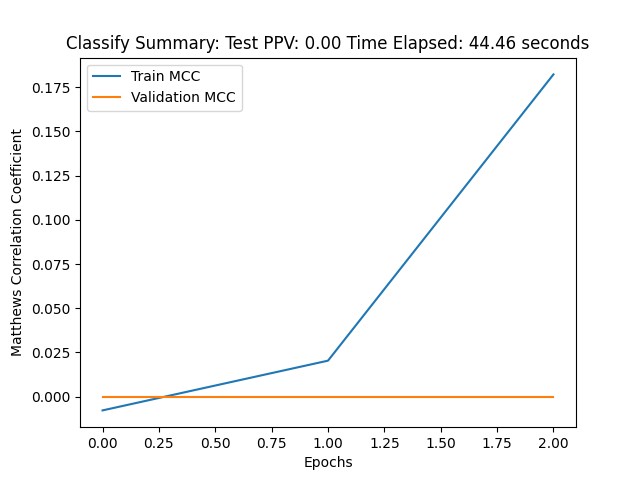 Classify Summary: Test PPV: 0.00 Time Elapsed: 44.46 seconds
Train MCC
Validation MCC
Matthews Correlation Coefficient
0.175
0.150
0.125
0.100
0.075
0.050
0.025
0.000
0.00 0.25 0.50 0.75 1.00 1.25 1.50 1.75 2.00
Epochs